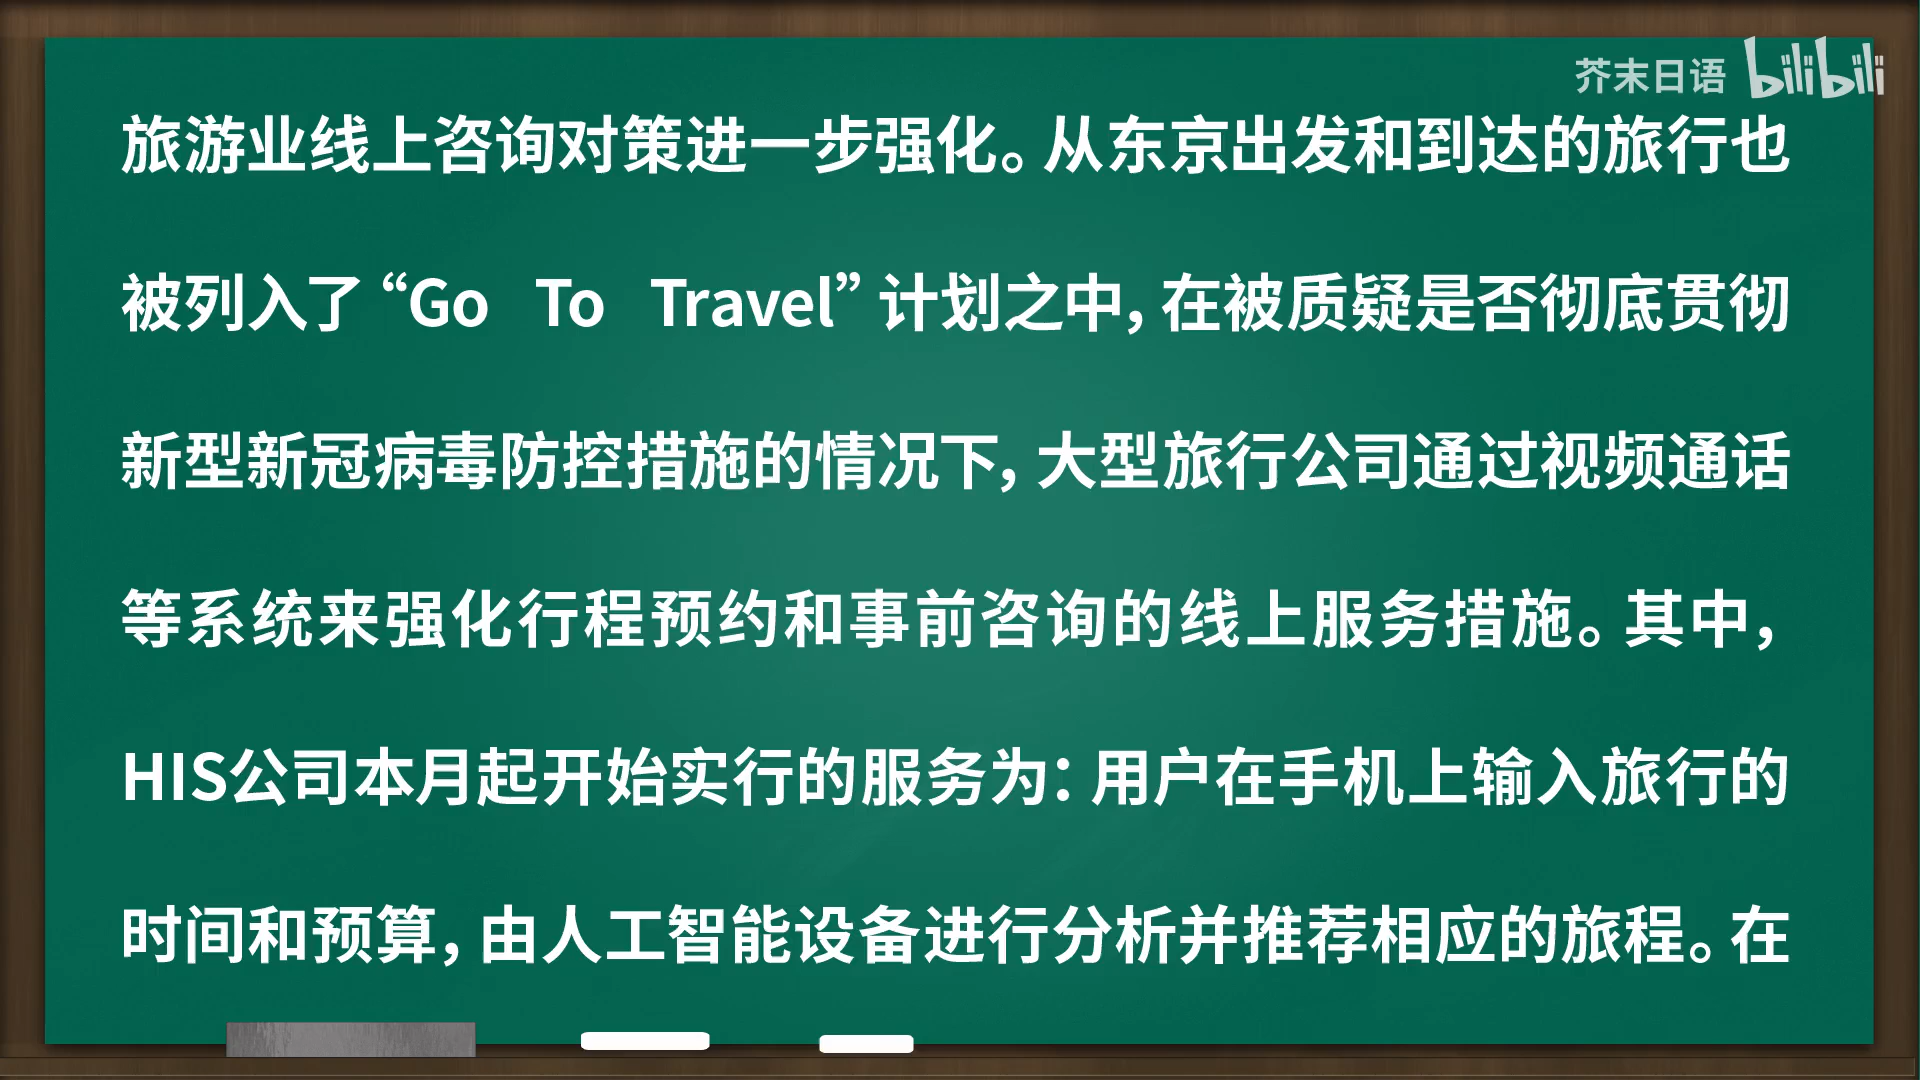 芥末日语 bilibili
旅游业线上咨询对策进一步强化。从东京出发和到达的旅行也
被列入了“Go To Travel”计划之中，在被质疑是否彻底贯彻
新型新冠病毒防控措施的情况下，大型旅行公司通过视频通话
等系统来强化行程预约和事前咨询的线上服务措施。其中，
HIS公司本月起开始实行的服务为：用户在手机上输入旅行的
时间和预算，由人工智能设备进行分析并推荐相应的旅程。在